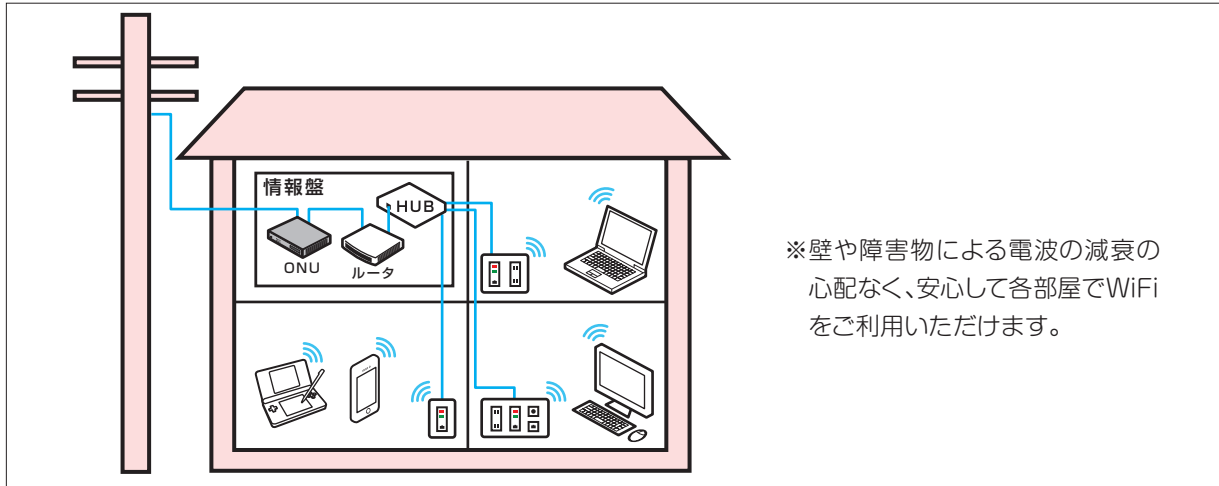 情報盤
HUB
ONU
ルータ
※壁や障害物による電波の減衰の
心配なく、安心して各部屋でWiFi
をご利用いただけます。